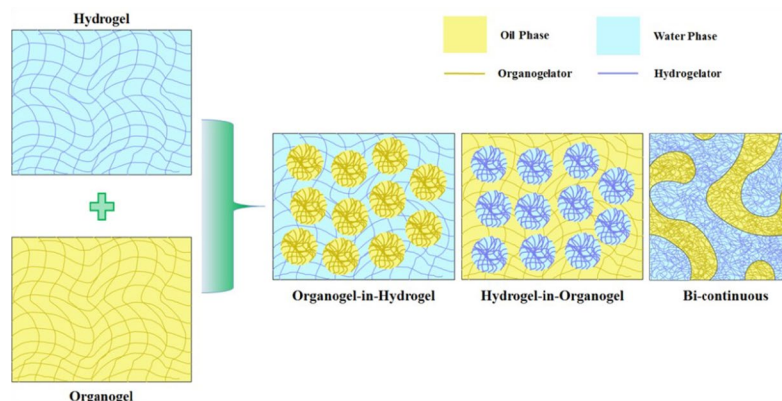 Hydrogel
Oil Phase
Water Phase
Organogelator
Hydrogelator
Organogel-in-Hydrogel
Hydrogel-in-Organogel
Bi-continuous
Organogel